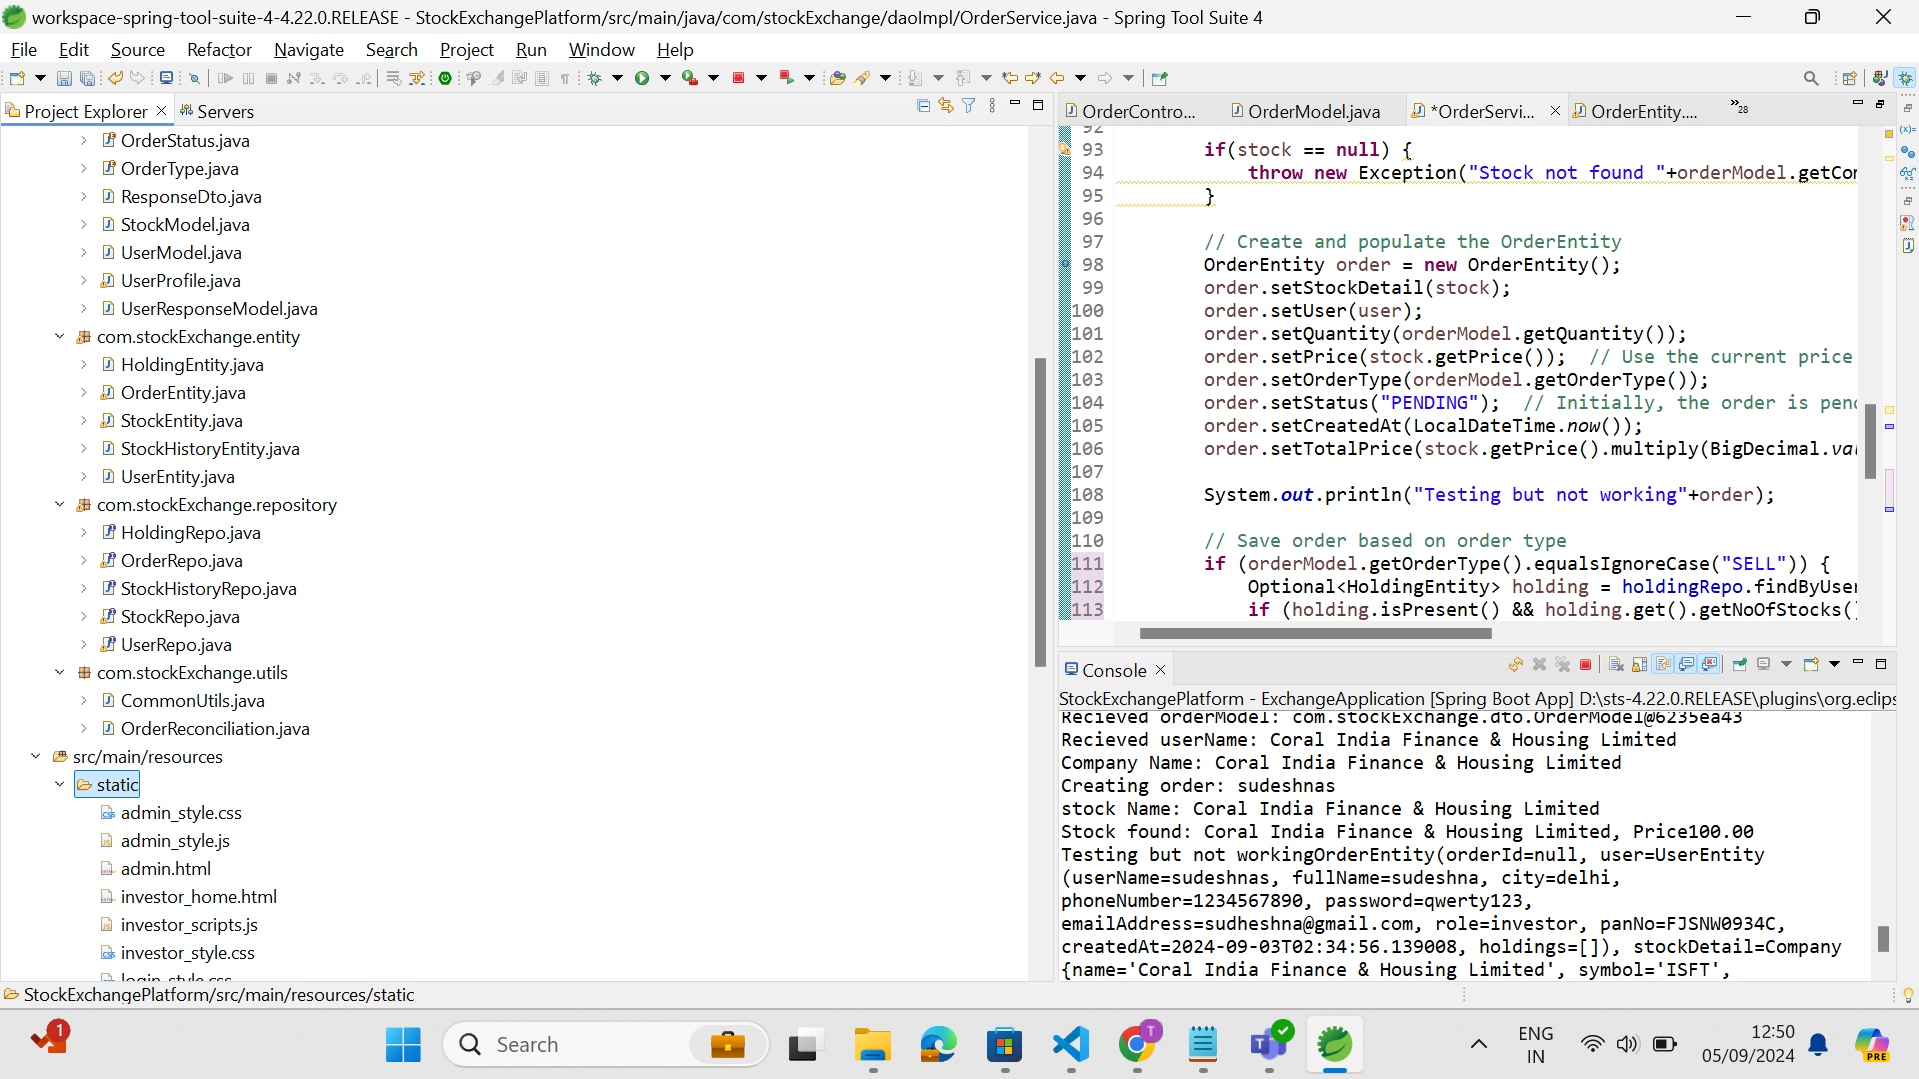 workspace-spring-tool-suite-4-4.22.0.RELEASE - StockExchangePlatform/src/main/java/com/stockExchange/daoImpl/OrderService.java - Spring Tool Suite 4
File Edit Source Refactor Navigate Search Project Run Window Help
Project Explorer Servers
OrderStatus.java
OrderType.java
ResponseDto.java
StockModel.java
UserModel.java
UserProfile.java
UserResponseModel.java
com.stockExchange.entity
HoldingEntity.java
OrderEntity.java
StockEntity.java
StockHistoryEntity.java
UserEntity.java
com.stockExchange.repository
HoldingRepo.java
OrderRepo.java
StockHistoryRepo.java
StockRepo.java
UserRepo.java
com.stockExchange.utils
CommonUtils.java
OrderReconciliation.java
src/main/resources
static
admin_style.css
admin_style.js
admin.html
investor_home.html
investor_scripts.js
investor_style.css
login_style.css
OrderContro... OrderModel.java *OrderServi... OrderEntity.... »28
92
93 if(stock == null) {
94 throw new Exception("Stock not found "+orderModel.getCom
95 }
96
97 // Create and populate the OrderEntity
98 OrderEntity order = new OrderEntity();
99 order.setStockDetail(stock);
100 order.setUser(user);
101 order.setQuantity(orderModel.getQuantity());
102 order.setPrice(stock.getPrice()); // Use the current price
103 order.setOrderType(orderModel.getOrderType());
104 order.setStatus("PENDING"); // Initially, the order is pend
105 order.setCreatedAt(LocalDateTime.now());
106 order.setTotalPrice(stock.getPrice().multiply(BigDecimal.val
107
108 System.out.println("Testing but not working"+order);
109
110 // Save order based on order type
111 if (orderModel.getOrderType().equalsIgnoreCase("SELL")) {
112 Optional<HoldingEntity> holding = holdingRepo.findByUser
113 if (holding.isPresent() && holding.get().getNoOfStocks()
Console
StockExchangePlatform - ExchangeApplication [Spring Boot App] D:\sts-4.22.0.RELEASE\plugins\org.eclips
Recieved orderModel: com.stockExchange.dto.OrderModel@6235ea43
Recieved userName: Coral India Finance & Housing Limited
Company Name: Coral India Finance & Housing Limited
Creating order: sudeshnas
stock Name: Coral India Finance & Housing Limited
Stock found: Coral India Finance & Housing Limited, Price100.00
Testing but not workingOrderEntity(orderId=null, user=UserEntity
(userName=sudeshnas, fullName=sudeshna, city=delhi,
phoneNumber=1234567890, password=qwerty123,
emailAddress=sudheshna@gmail.com, role=investor, panNo=FJSNW0934C,
createdAt=2024-09-03T02:34:56.139008, holdings=[]), stockDetail=Company
{name='Coral India Finance & Housing Limited', symbol='ISFT',
StockExchangePlatform/src/main/resources/static
1
Search
T
ENG
IN
12:50
05/09/2024
PRE